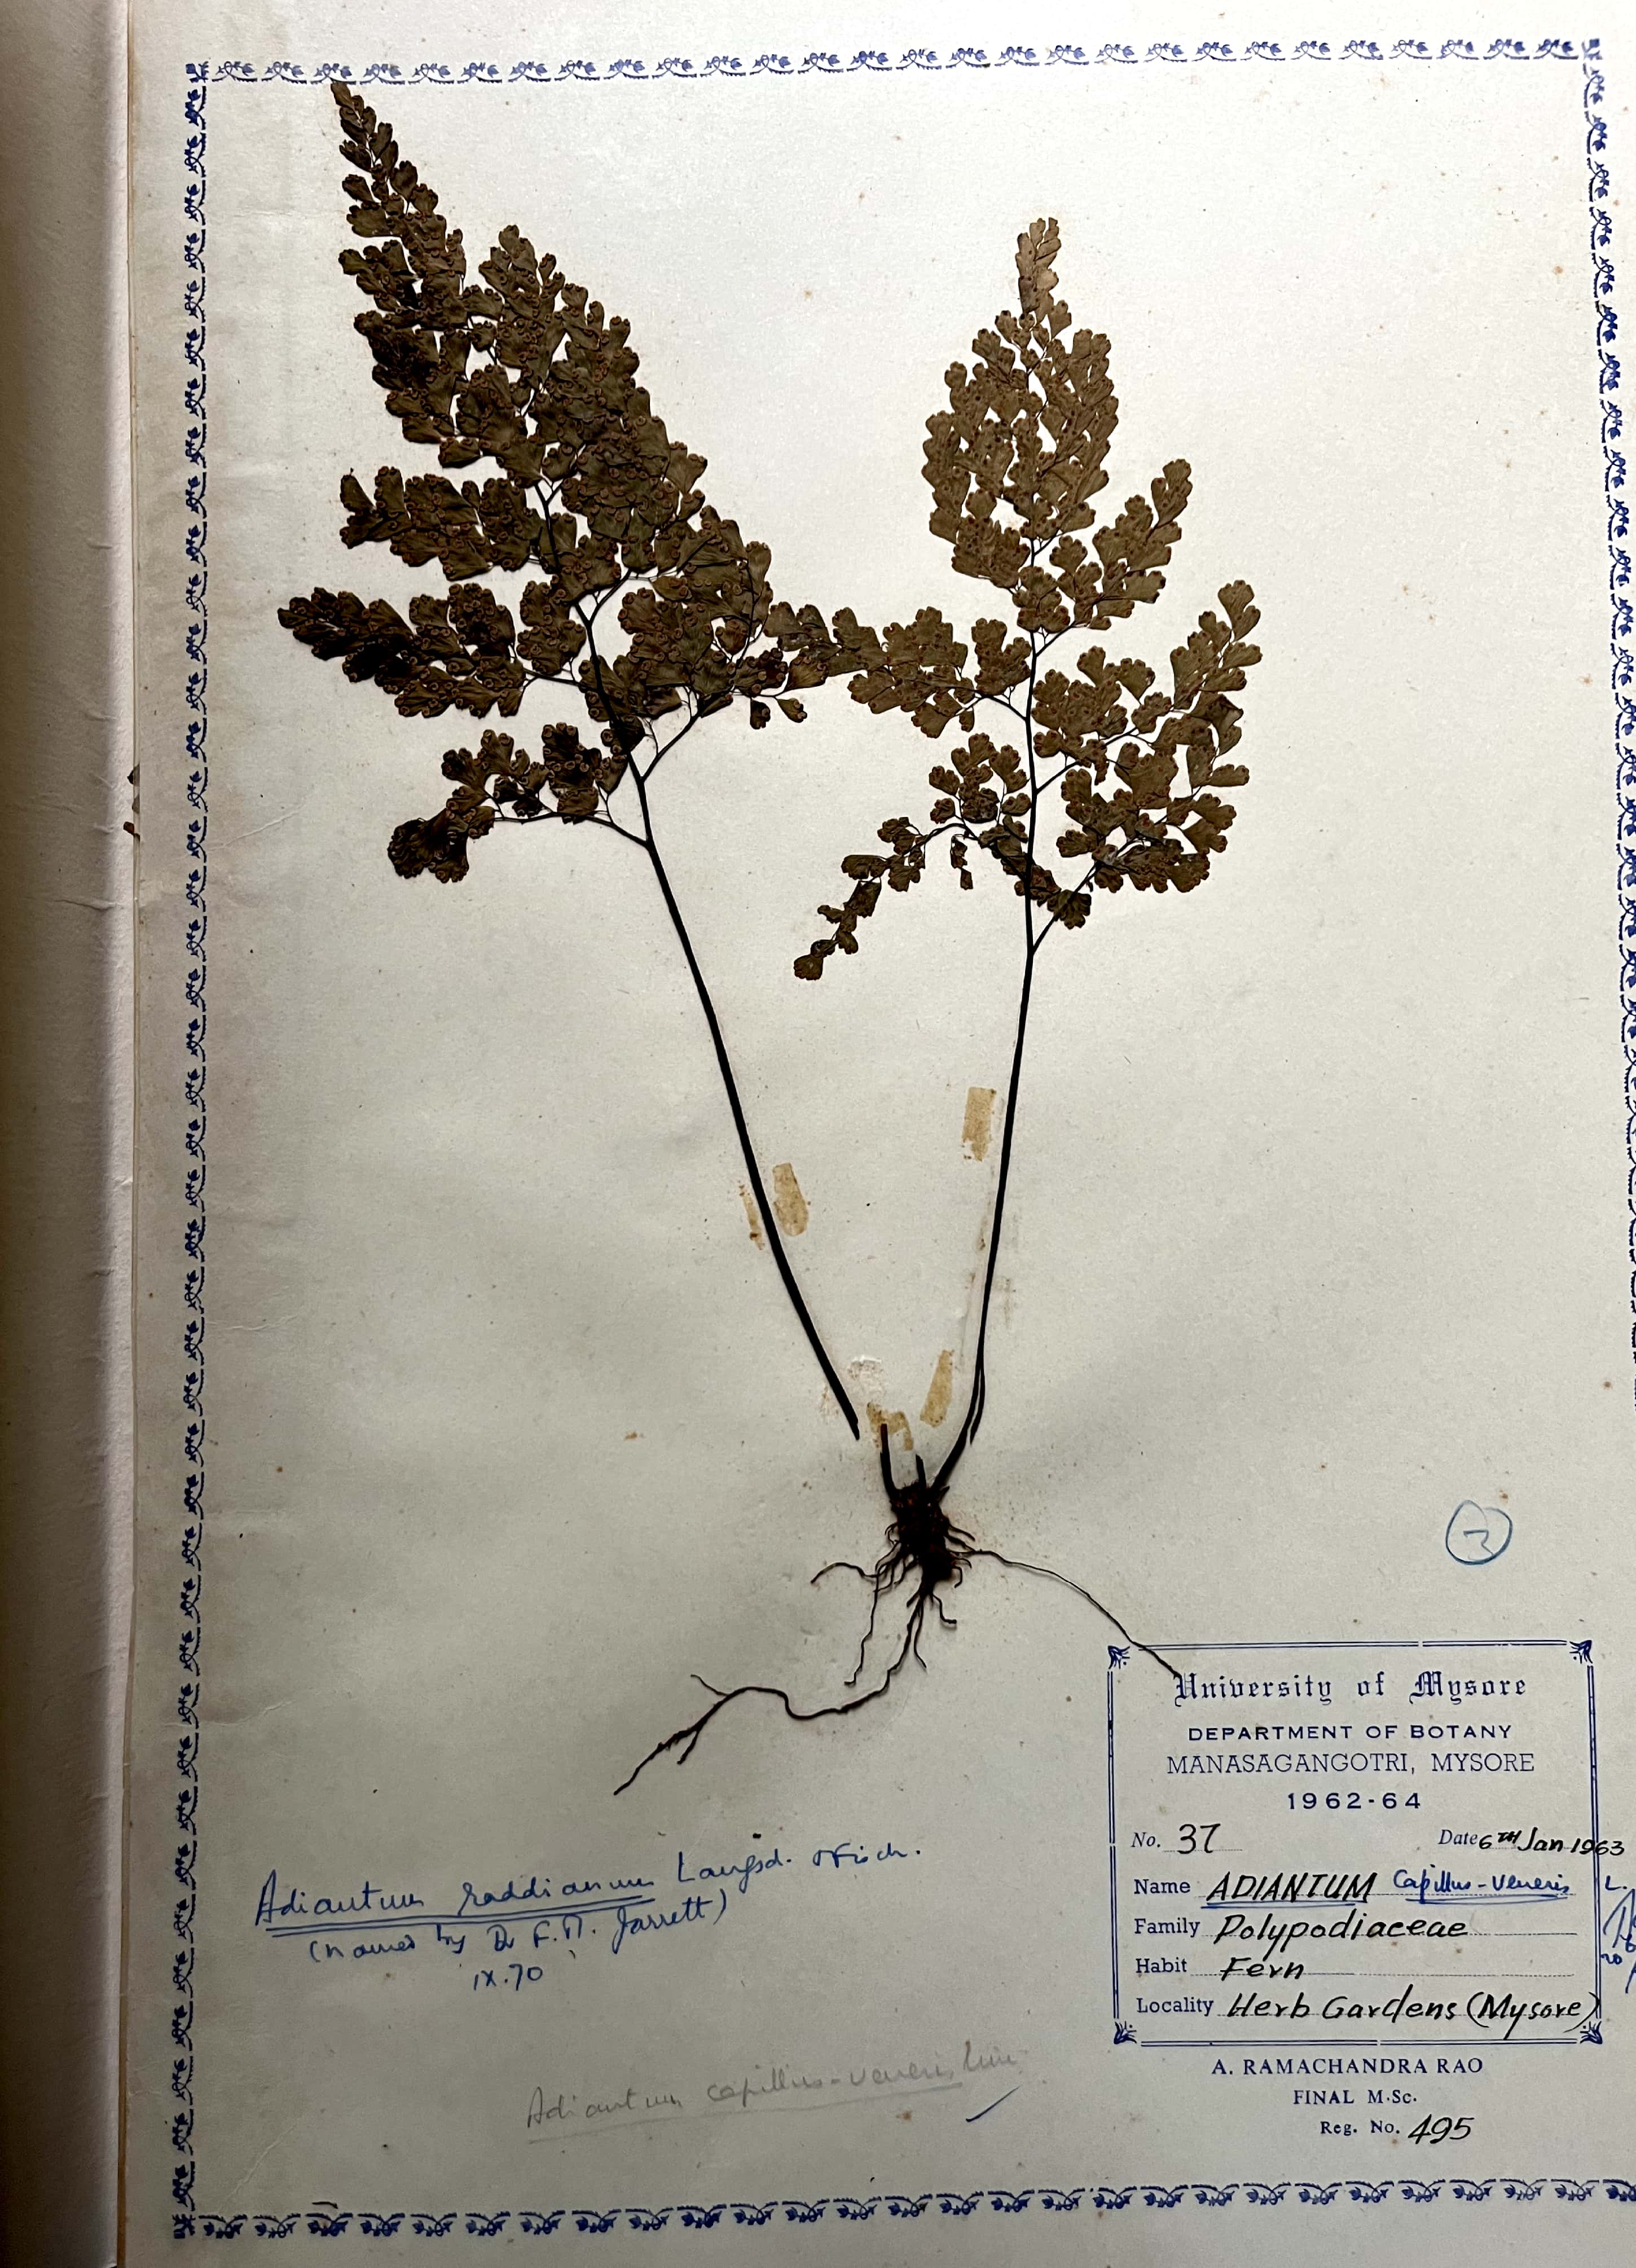 University of Mysore
DEPARTMENT OF BOTANY
MANASAGANGOTRI, MYSORE
1962-64
No. 37 Date 6TH Jan 1963
Name ADIANTUM Capillus-veneris L.
Family Polypodiaceae
Habit Fern
Locality Herb Gardens (Mysore)
A. RAMACHANDRA RAO
FINAL M.Sc.
Reg. No. 495
Adiantum raddianum Langsd. & Fisch.
(named by Dr F.M. Jarrett)
IX.70
Adiantum capillus-veneris Linn